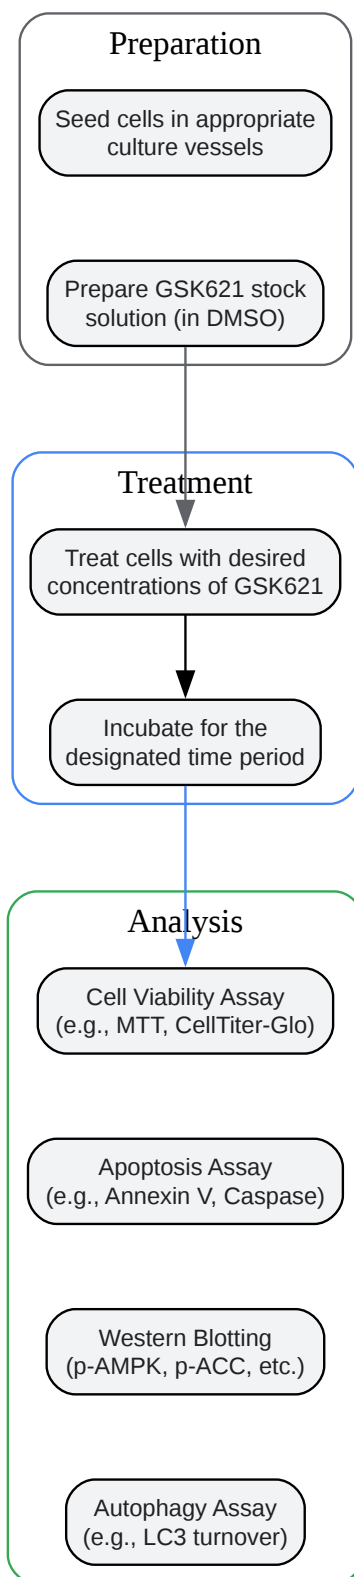 Preparation
Seed cells in appropriate
culture vessels
Prepare GSK621 stock
solution (in DMSO)
Treatment
Treat cells with desired
concentrations of GSK621
Incubate for the
designated time period
Analysis
Cell Viability Assay
(e.g., MTT, CellTiter-Glo)
Apoptosis Assay
(e.g., Annexin V, Caspase)
Western Blotting
(p-AMPK, p-ACC, etc.)
Autophagy Assay
(e.g., LC3 turnover)